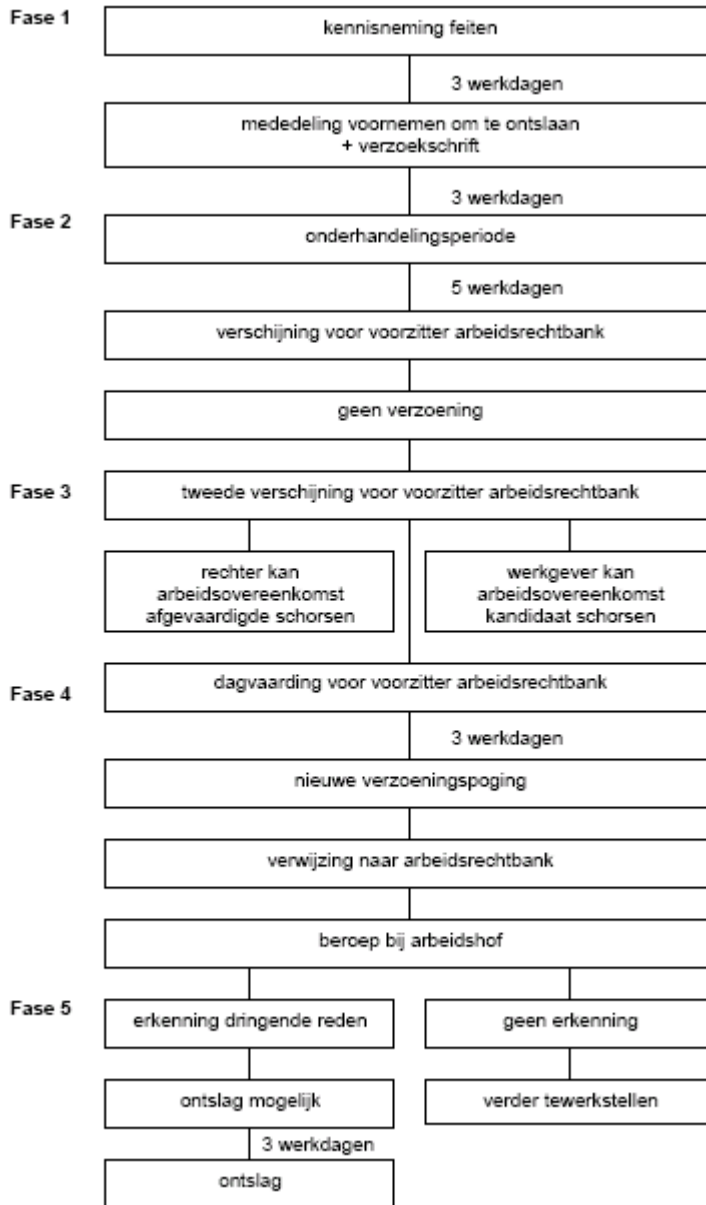 Fase 1
kennisneming feiten
3 werkdagen
mededeling voornemen om te ontslaan
+ verzoekschrift
3 werkdagen
Fase 2
onderhandelingsperiode
5 werkdagen
verschijning voor voorzitter arbeidsrechtbank
geen verzoening
Fase 3
tweede verschijning voor voorzitter arbeidsrechtbank
rechter kan
arbeidsovereenkomst
afgevaardigde schorsen
werkgever kan
arbeidsovereenkomst
kandidaat schorsen
Fase 4
dagvaarding voor voorzitter arbeidsrechtbank
3 werkdagen
nieuwe verzoeningspoging
verwijzing naar arbeidsrechtbank
beroep bij arbeidshof
Fase 5
erkenning dringende reden
geen erkenning
ontslag mogelijk
verder tewerkstellen
3 werkdagen
ontslag